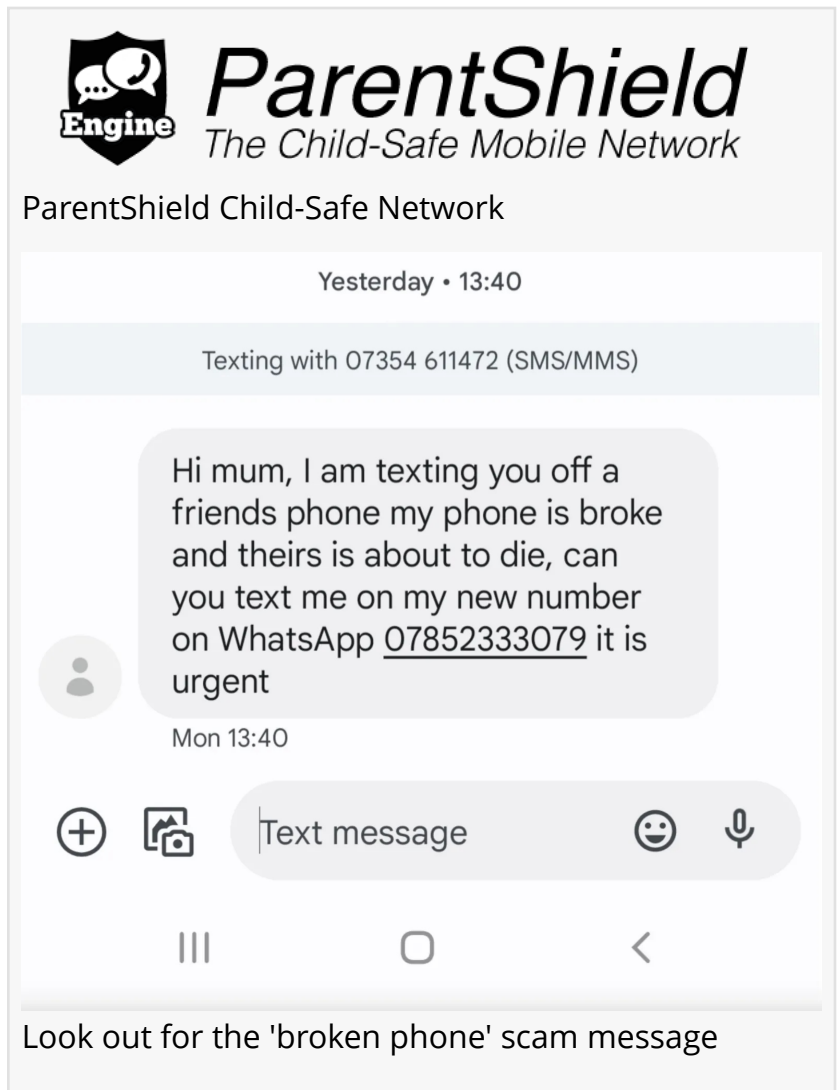 Engine
ParentShield
The Child-Safe Mobile Network
ParentShield Child-Safe Network
Yesterday • 13:40
Texting with 07354 611472 (SMS/MMS)
Hi mum, I am texting you off a
friends phone my phone is broke
and theirs is about to die, can
you text me on my new number
on WhatsApp 07852333079 it is
urgent
Mon 13:40
Text message
Look out for the 'broken phone' scam message